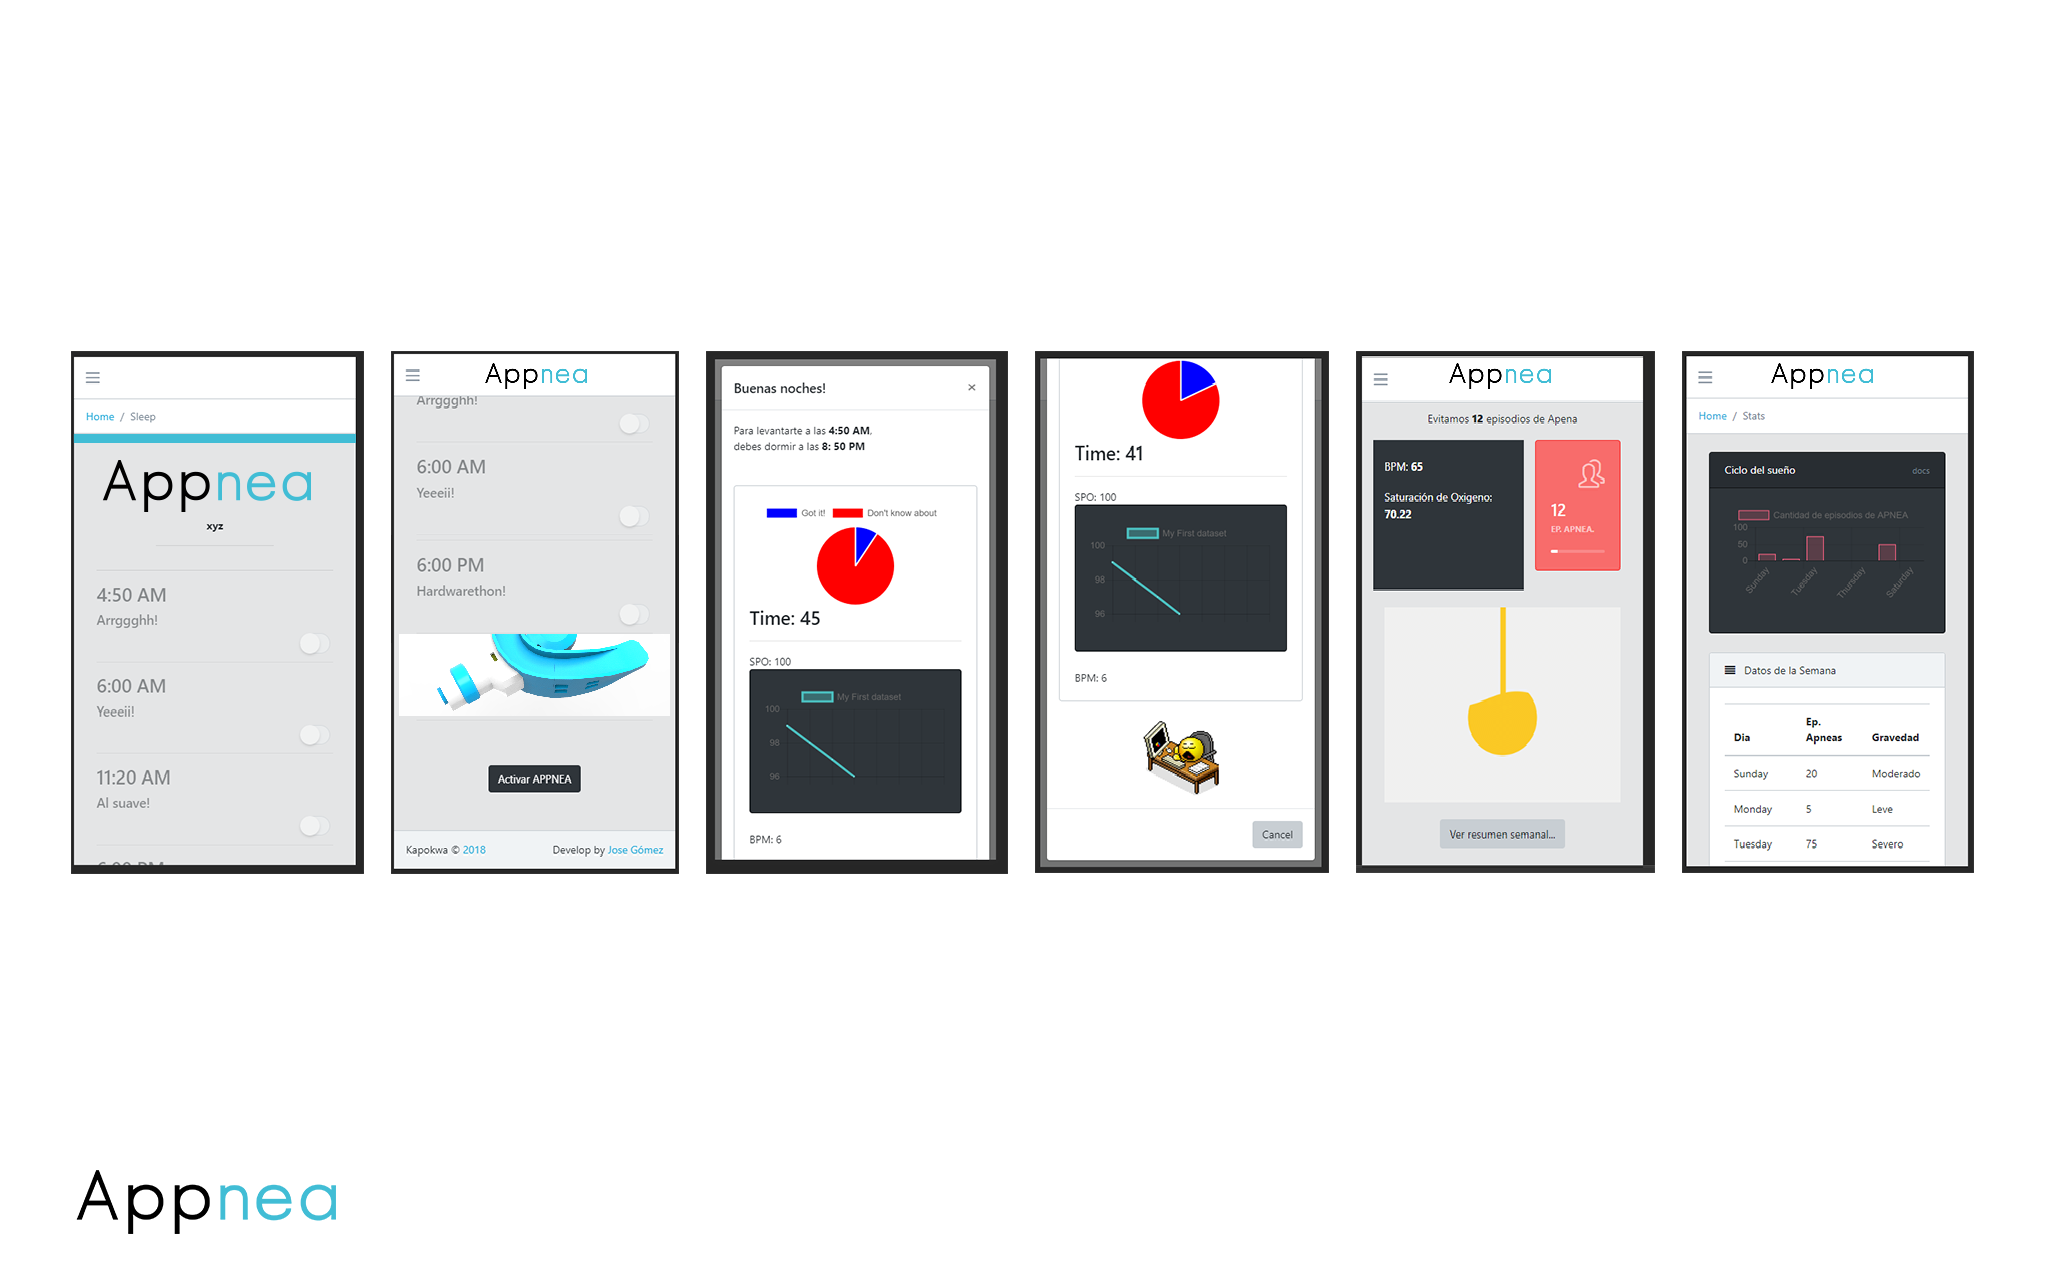 Home / Sleep
Appnea
xyz
4:50 AM
Arrggghh!
6:00 AM
Yeeeii!
11:20 AM
Al suave!
6:00 PM
Appnea
Arrggghh!
6:00 AM
Yeeeii!
6:00 PM
Hardwarethon!
Activar APPNEA
Kapokwa © 2018 Develop by Jose Gómez
Buenas noches!
×
Para levantarte a las 4:50 AM,
debes dormir a las 8: 50 PM
Got it! Don't know about
Time: 45
SPO: 100
My First dataset
100
98
96
BPM: 6
Time: 41
SPO: 100
My First dataset
100
98
96
BPM: 6
Cancel
Appnea
Evitamos 12 episodios de Apena
BPM: 65
Saturación de Oxigeno:
70.22
12
EP. APNEA.
Ver resumen semanal...
Appnea
Home / Stats
Ciclo del sueño docs
Cantidad de episodios de APNEA
100
50
0
Sunday Tuesday Thursday Saturday
Datos de la Semana
Dia Ep. Apneas Gravedad
Sunday 20 Moderado
Monday 5 Leve
Tuesday 75 Severo
Appnea